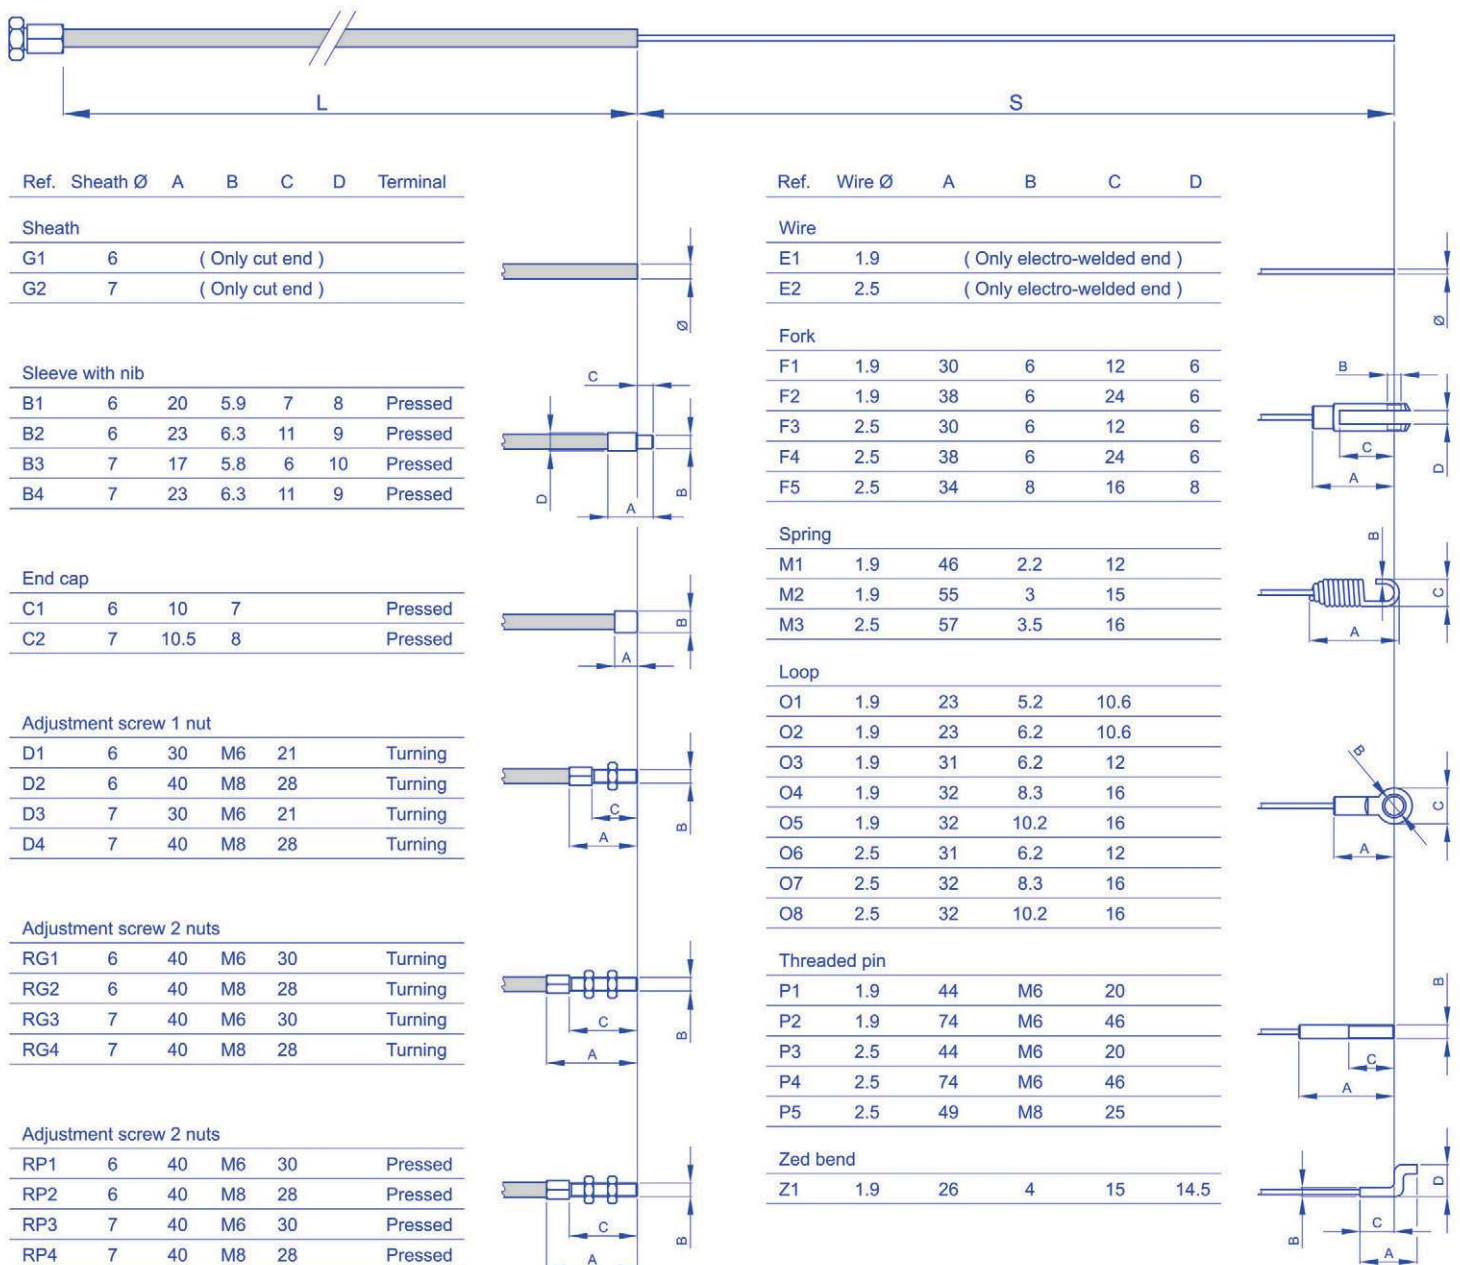 L
S
Ref. Sheath Ø A B C D Terminal
Sheath
G1 6 ( Only cut end )
G2 7 ( Only cut end )
Ø
Sleeve with nib
B1 6 20 5.9 7 8 Pressed
B2 6 23 6.3 11 9 Pressed
B3 7 17 5.8 6 10 Pressed
B4 7 23 6.3 11 9 Pressed
C
D
A
B
End cap
C1 6 10 7 Pressed
C2 7 10.5 8 Pressed
B
A
Adjustment screw 1 nut
D1 6 30 M6 21 Turning
D2 6 40 M8 28 Turning
D3 7 30 M6 21 Turning
D4 7 40 M8 28 Turning
C
B
A
Adjustment screw 2 nuts
RG1 6 40 M6 30 Turning
RG2 6 40 M8 28 Turning
RG3 7 40 M6 30 Turning
RG4 7 40 M8 28 Turning
C
B
A
Adjustment screw 2 nuts
RP1 6 40 M6 30 Pressed
RP2 6 40 M8 28 Pressed
RP3 7 40 M6 30 Pressed
RP4 7 40 M8 28 Pressed
C
B
A
Ref. Wire Ø A B C D
Wire
E1 1.9 ( Only electro-welded end )
E2 2.5 ( Only electro-welded end )
Ø
Fork
F1 1.9 30 6 12 6
F2 1.9 38 6 24 6
F3 2.5 30 6 12 6
F4 2.5 38 6 24 6
F5 2.5 34 8 16 8
B
C
D
A
Spring
M1 1.9 46 2.2 12
M2 1.9 55 3 15
M3 2.5 57 3.5 16
B
C
A
Loop
O1 1.9 23 5.2 10.6
O2 1.9 23 6.2 10.6
O3 1.9 31 6.2 12
O4 1.9 32 8.3 16
O5 1.9 32 10.2 16
O6 2.5 31 6.2 12
O7 2.5 32 8.3 16
O8 2.5 32 10.2 16
B
C
A
Threaded pin
P1 1.9 44 M6 20
P2 1.9 74 M6 46
P3 2.5 44 M6 20
P4 2.5 74 M6 46
P5 2.5 49 M8 25
B
C
A
Zed bend
Z1 1.9 26 4 15 14.5
D
C
B
A